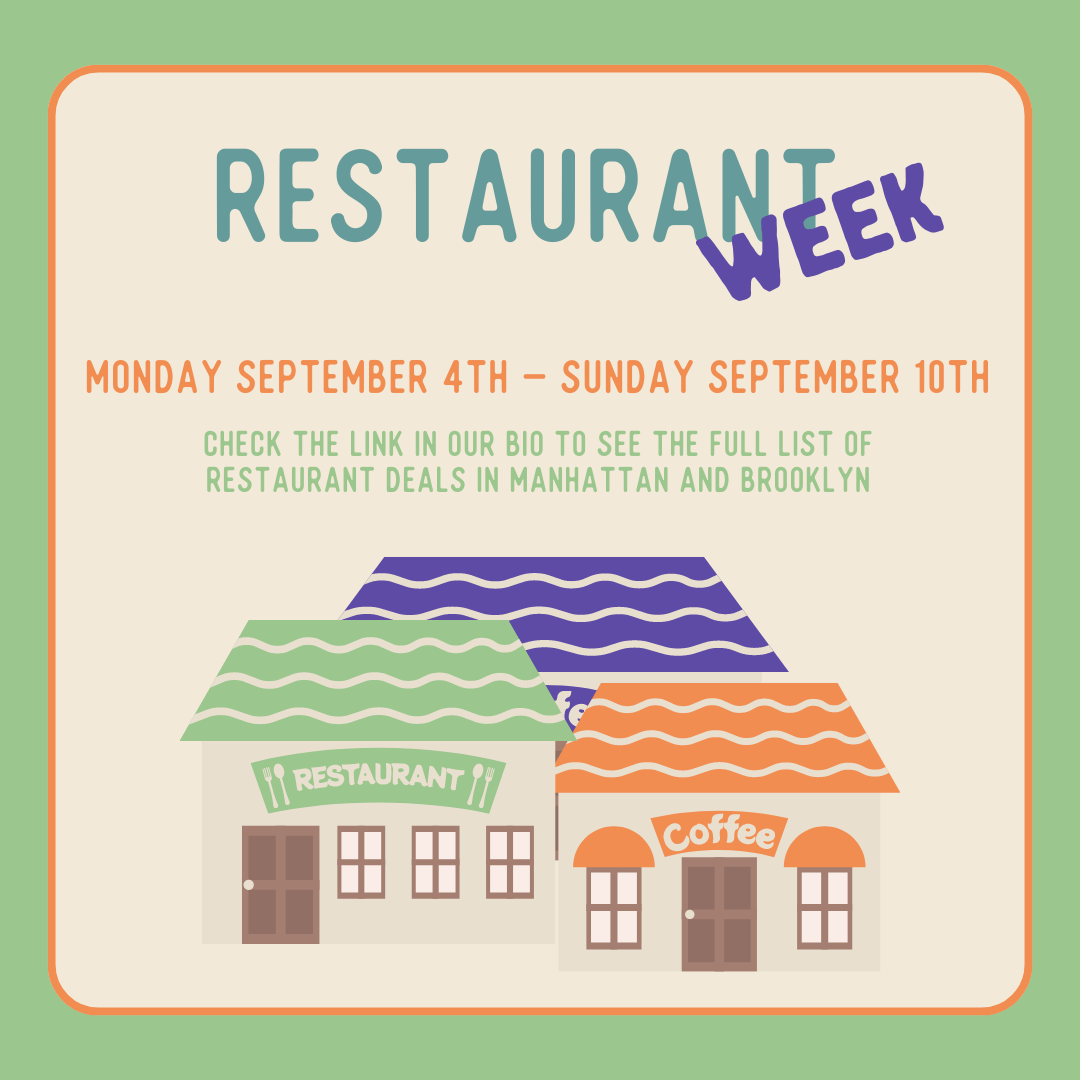 RESTAURANT
WEEK
MONDAY SEPTEMBER 4TH – SUNDAY SEPTEMBER 10TH
CHECK THE LINK IN OUR BIO TO SEE THE FULL LIST OF
RESTAURANT DEALS IN MANHATTAN AND BROOKLYN
RESTAURANT
Coffee